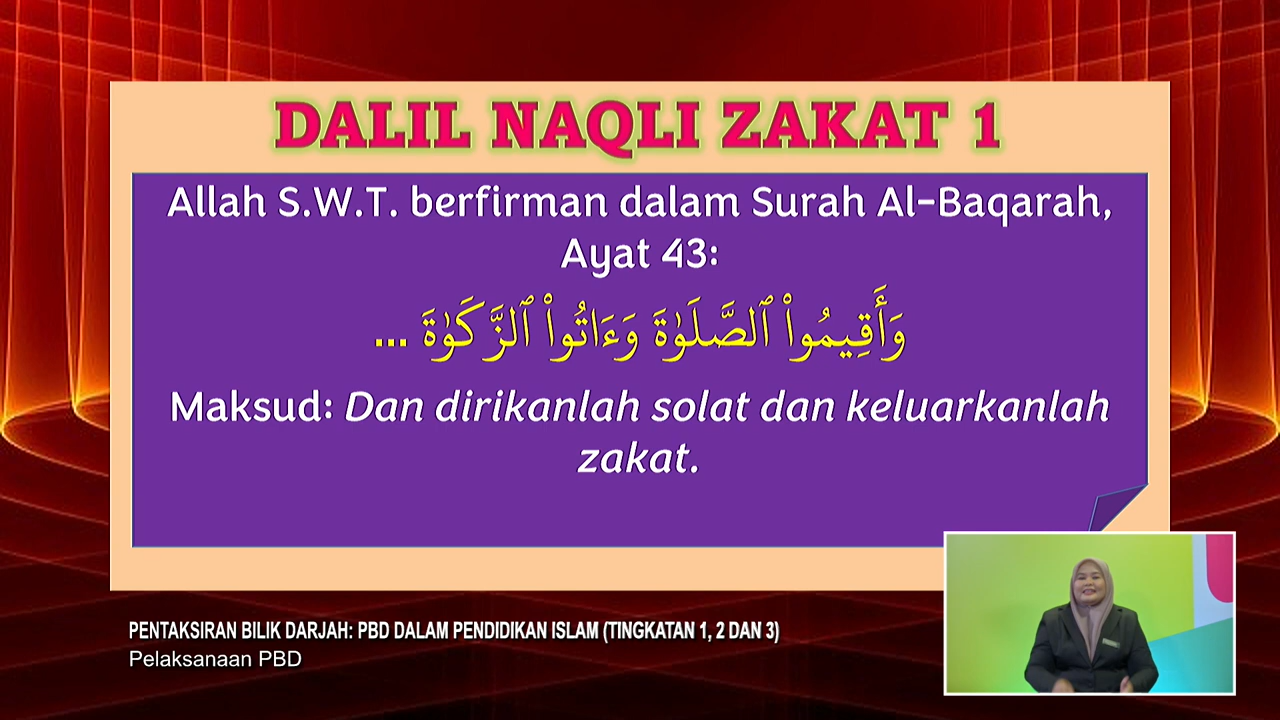 DALIL NAQLI ZAKAT 1
Allah S.W.T. berfirman dalam Surah Al-Baqarah,
Ayat 43:
وَأَقِيمُوا۟ ٱلصَّلَوٰةَ وَءَاتُوا۟ ٱلزَّكَوٰةَ ...
Maksud: Dan dirikanlah solat dan keluarkanlah
zakat.
PENTAKSIRAN BILIK DARJAH: PBD DALAM PENDIDIKAN ISLAM (TINGKATAN 1, 2 DAN 3)
Pelaksanaan PBD